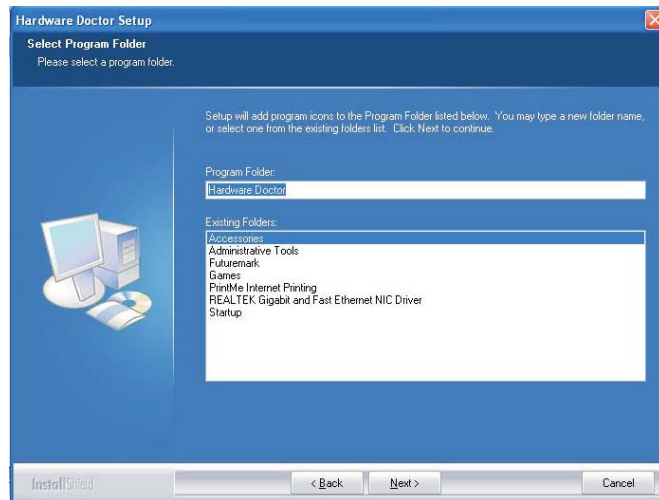 Hardware Doctor Setup
Select Program Folder
Please select a program folder.
Setup will add program icons to the Program Folder listed below. You may type a new folder name,
or select one from the existing folders list. Click Next to continue.
Program Folder:
Hardware Doctor
Existing Folders:
Accessories
Administrative Tools
Futuremark
Games
PrintMe Internet Printing
REALTEK Gigabit and Fast Ethernet NIC Driver
Startup
InstallShield
< Back
Next >
Cancel